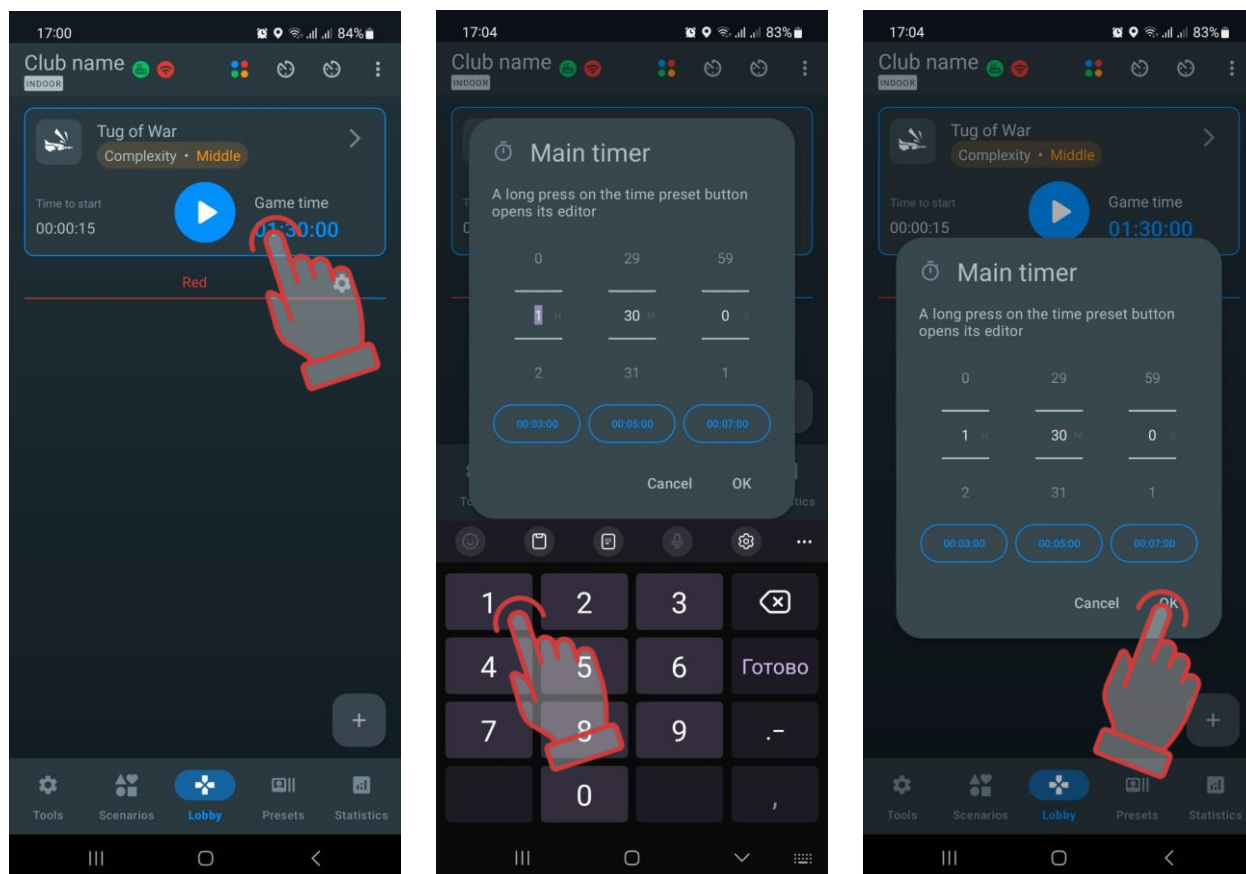 17:00
84%
Club name
INDOOR
Tug of War
Complexity • Middle
Time to start
Game time
00:00:15
01:30:00
Red
+
Tools
Scenarios
Lobby
Presets
Statistics
17:04
83%
Club name
INDOOR
Main timer
A long press on the time preset button
opens its editor
0 29 59
1 H 30 M 0 S
2 31 1
00:03:00 00:05:00 00:07:00
Cancel OK
1 2 3
4 5 6 Готово
7 8 9 .-
0 ,
17:04
83%
Club name
INDOOR
Tug of War
Complexity • Middle
Time to start
Game time
00:00:15
01:30:00
Main timer
A long press on the time preset button
opens its editor
0 29 59
1 H 30 M 0 S
2 31 1
00:03:00 00:05:00 00:07:00
Cancel OK
+
Tools
Scenarios
Lobby
Presets
Statistics